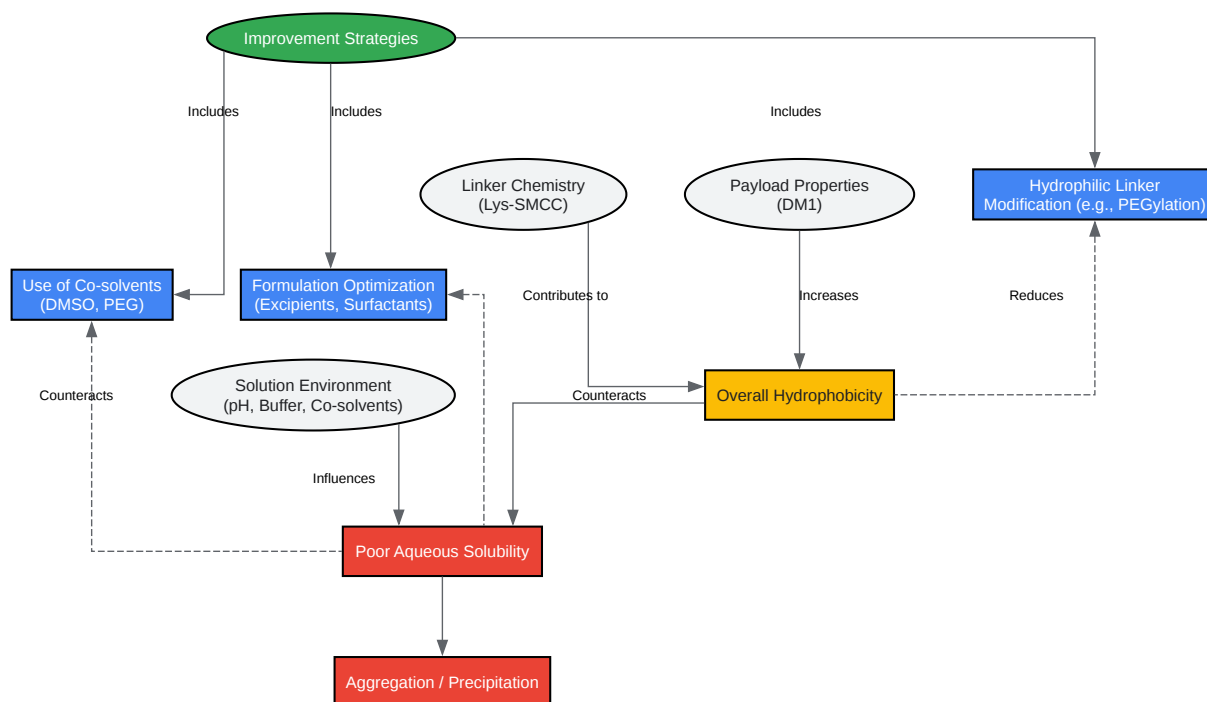 Improvement Strategies
Includes
Includes
Includes
Linker Chemistry
(Lys-SMCC)
Payload Properties
(DM1)
Hydrophilic Linker
Modification (e.g., PEGylation)
Use of Co-solvents
(DMSO, PEG)
Formulation Optimization
(Excipients, Surfactants)
Contributes to
Increases
Reduces
Solution Environment
(pH, Buffer, Co-solvents)
Counteracts
Counteracts
Overall Hydrophobicity
Influences
Poor Aqueous Solubility
Aggregation / Precipitation